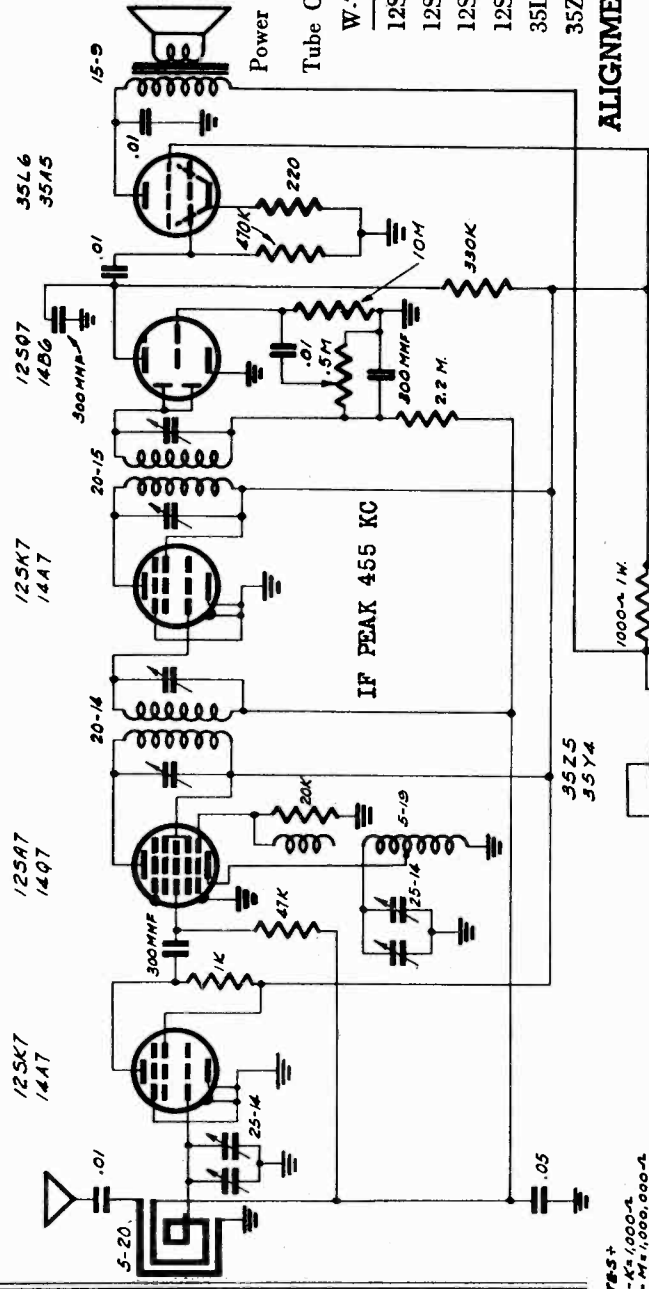 12SK7
14A7
12SA7
14Q7
12SK7
14A7
12SQ7
14B6
35L6
35A5
15-9
.01
5-20.
25-14
300MMF
1K
47K
20K
5-19
25-14
20-14
20-15
IF PEAK 455 KC
300MMF
.01
.5M
300MMF
2.2 M.
10M
.01
470K
220
330K
.01
.05
35Z5
35Y4
1000Ω 1W.
K=1,000Ω
M=1,000,000Ω
Power
Tube
12S
12S
12S
12S
35L
35Z